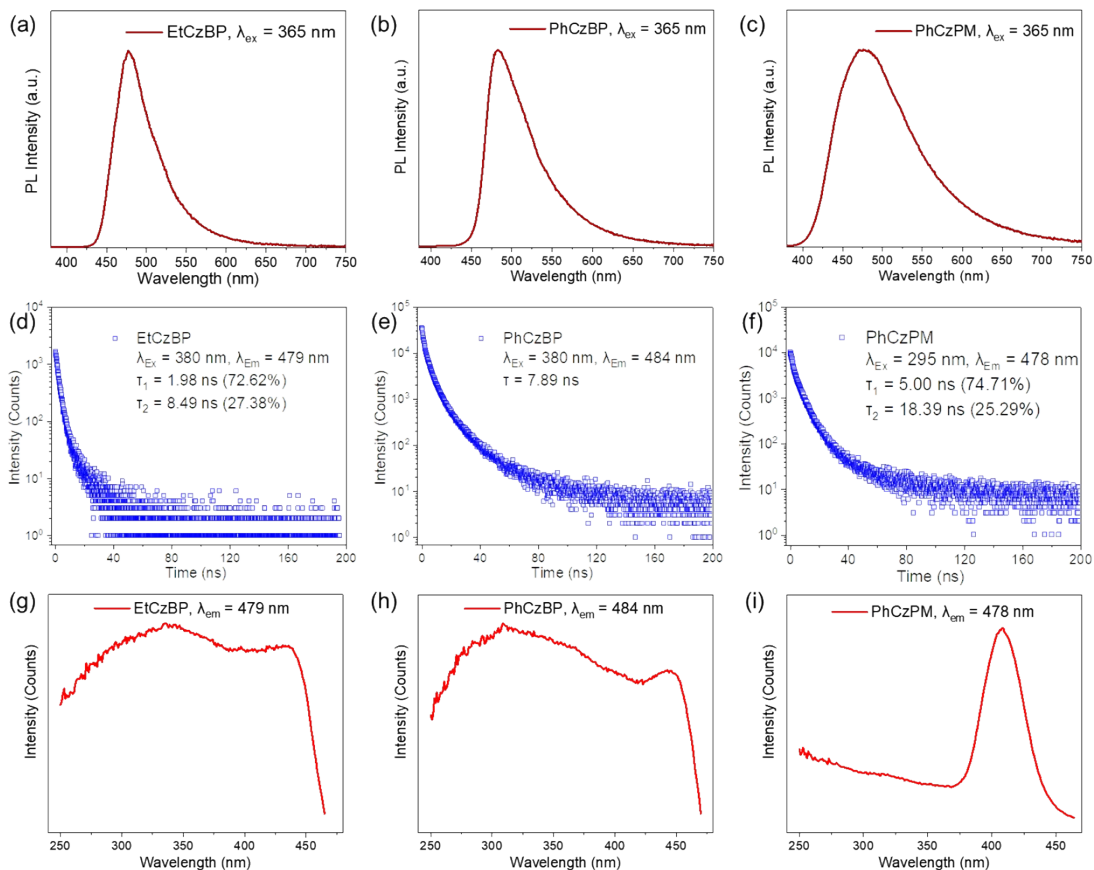 (a)
EtCzBP, λex = 365 nm
PL Intensity (a.u.)
400 450 500 550 600 650 700 750
Wavelength (nm)
(b)
PhCzBP, λex = 365 nm
PL Intensity (a.u.)
400 450 500 550 600 650 700 750
Wavelength (nm)
(c)
PhCzPM, λex = 365 nm
PL Intensity (a.u.)
400 450 500 550 600 650 700 750
Wavelength (nm)
(d)
EtCzBP
λEx = 380 nm, λEm = 479 nm
τ1 = 1.98 ns (72.62%)
τ2 = 8.49 ns (27.38%)
Intensity (Counts)
10^4
10^3
10^2
10^1
10^0
0 40 80 120 160 200
Time (ns)
(e)
PhCzBP
λEx = 380 nm, λEm = 484 nm
τ = 7.89 ns
Intensity (Counts)
10^5
10^4
10^3
10^2
10^1
10^0
0 40 80 120 160 200
Time (ns)
(f)
PhCzPM
λEx = 295 nm, λEm = 478 nm
τ1 = 5.00 ns (74.71%)
τ2 = 18.39 ns (25.29%)
Intensity (Counts)
10^5
10^4
10^3
10^2
10^1
10^0
0 40 80 120 160 200
Time (ns)
(g)
EtCzBP, λem = 479 nm
Intensity (Counts)
250 300 350 400 450
Wavelength (nm)
(h)
PhCzBP, λem = 484 nm
Intensity (Counts)
250 300 350 400 450
Wavelength (nm)
(i)
PhCzPM, λem = 478 nm
Intensity (Counts)
250 300 350 400 450
Wavelength (nm)